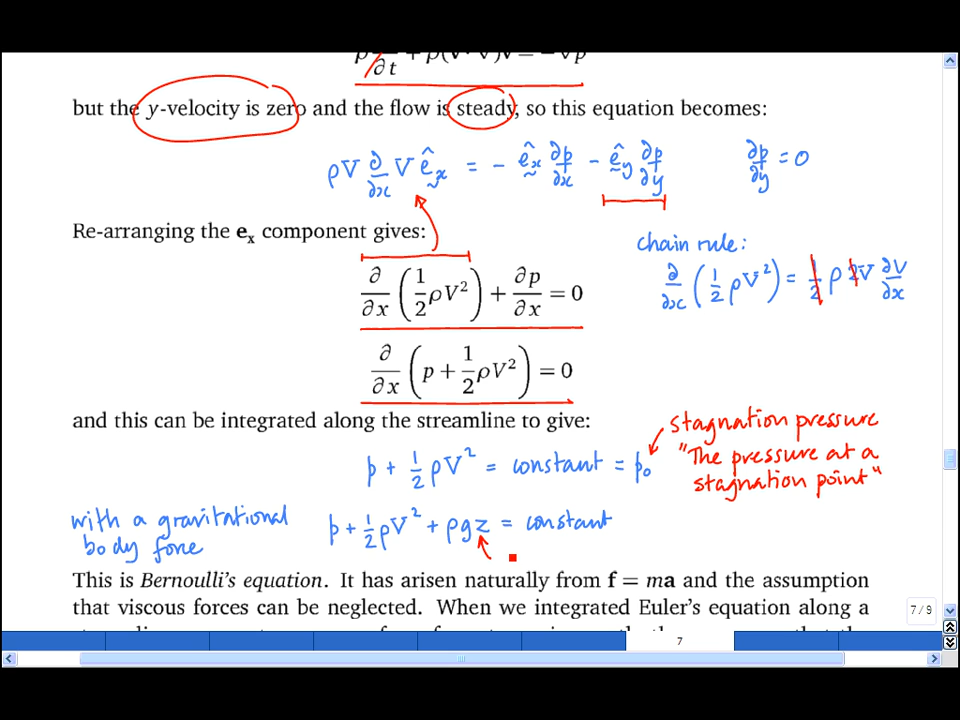 ∂t
but the y-velocity is zero and the flow is steady, so this equation becomes:
ρV ∂/∂x V ê_x = − ê_x ∂p/∂x − ê_y ∂p/∂y    ∂p/∂y = 0
Re-arranging the e_x component gives:
chain rule:
∂/∂x (½ρV²) = ½ ρ 2V ∂V/∂x
∂/∂x (1/2 ρV²) + ∂p/∂x = 0
∂/∂x (p + 1/2 ρV²) = 0
and this can be integrated along the streamline to give:
stagnation pressure
"The pressure at a
stagnation point"
p + ½ρV² = constant = p₀
with a gravitational
body force
p + ½ρV² + ρgz = constant
This is Bernoulli's equation. It has arisen naturally from f = ma and the assumption
that viscous forces can be neglected. When we integrated Euler's equation along a
7 / 9
7